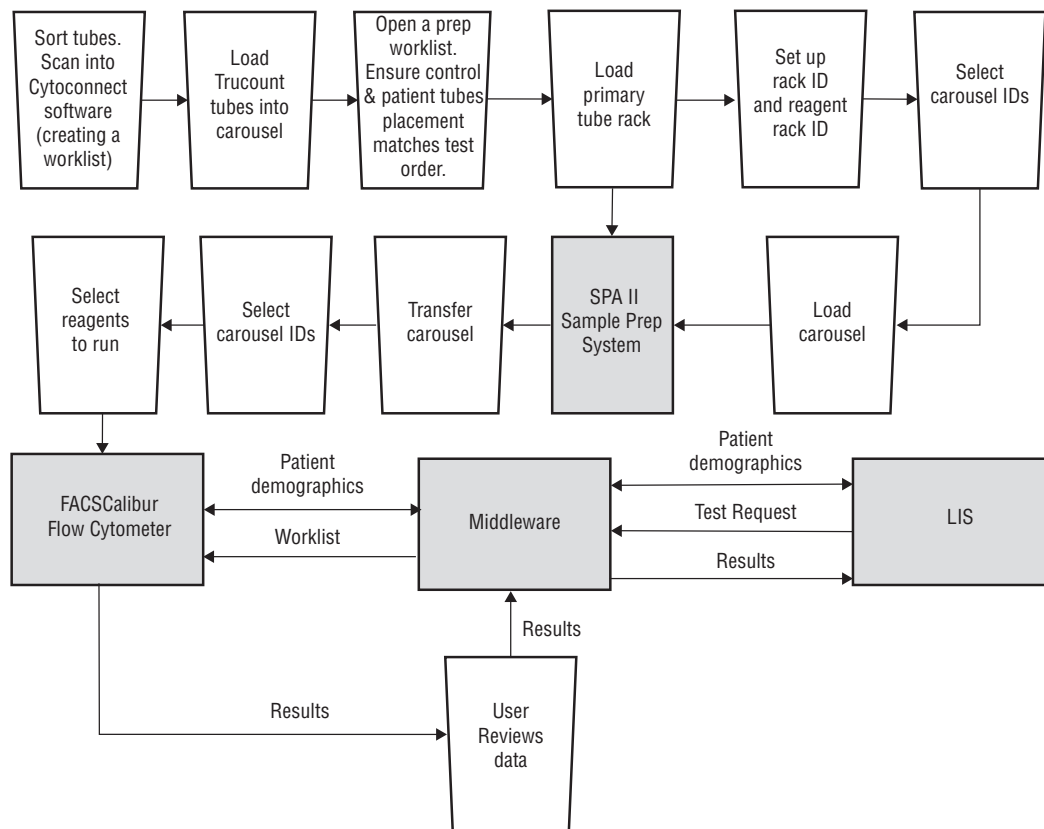 Sort tubes.
Scan into
Cytoconnect
software
(creating a
worklist)
Load
Trucount
tubes into
carousel
Open a prep
worklist.
Ensure control
& patient tubes
placement
matches test
order.
Load
primary
tube rack
Set up
rack ID
and reagent
rack ID
Select
carousel IDs
Select
reagents
to run
Select
carousel IDs
Transfer
carousel
SPA II
Sample Prep
System
Load
carousel
FACSCalibur
Flow Cytometer
Patient
demographics
Worklist
Middleware
Patient
demographics
Test Request
Results
LIS
Results
Results
User
Reviews
data